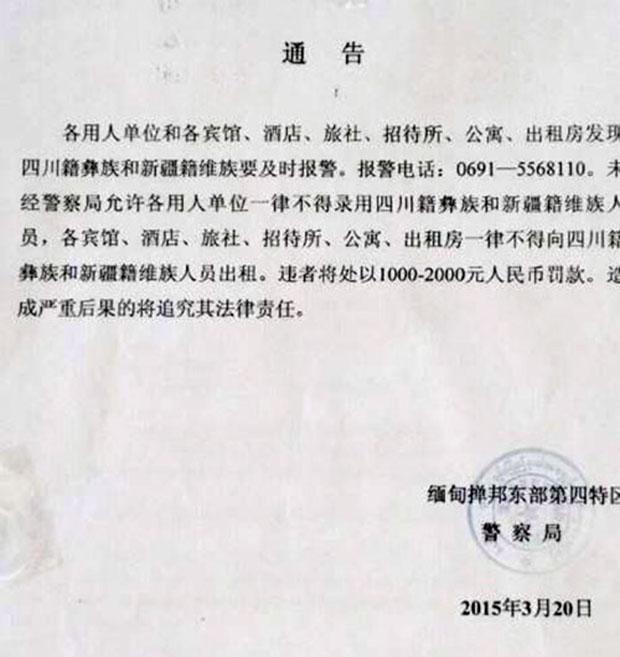 通 告
各用人单位和各宾馆、酒店、旅社、招待所、公寓、出租房发现
四川籍彝族和新疆籍维族要及时报警。报警电话：0691—5568110。未
经警察局允许各用人单位一律不得录用四川籍彝族和新疆籍维族人
员，各宾馆、酒店、旅社、招待所、公寓、出租房一律不得向四川籍
彝族和新疆籍维族人员出租。违者将处以1000-2000元人民币罚款。造
成严重后果的将追究其法律责任。
缅甸掸邦东部第四特区
警 察 局
2015年3月20日